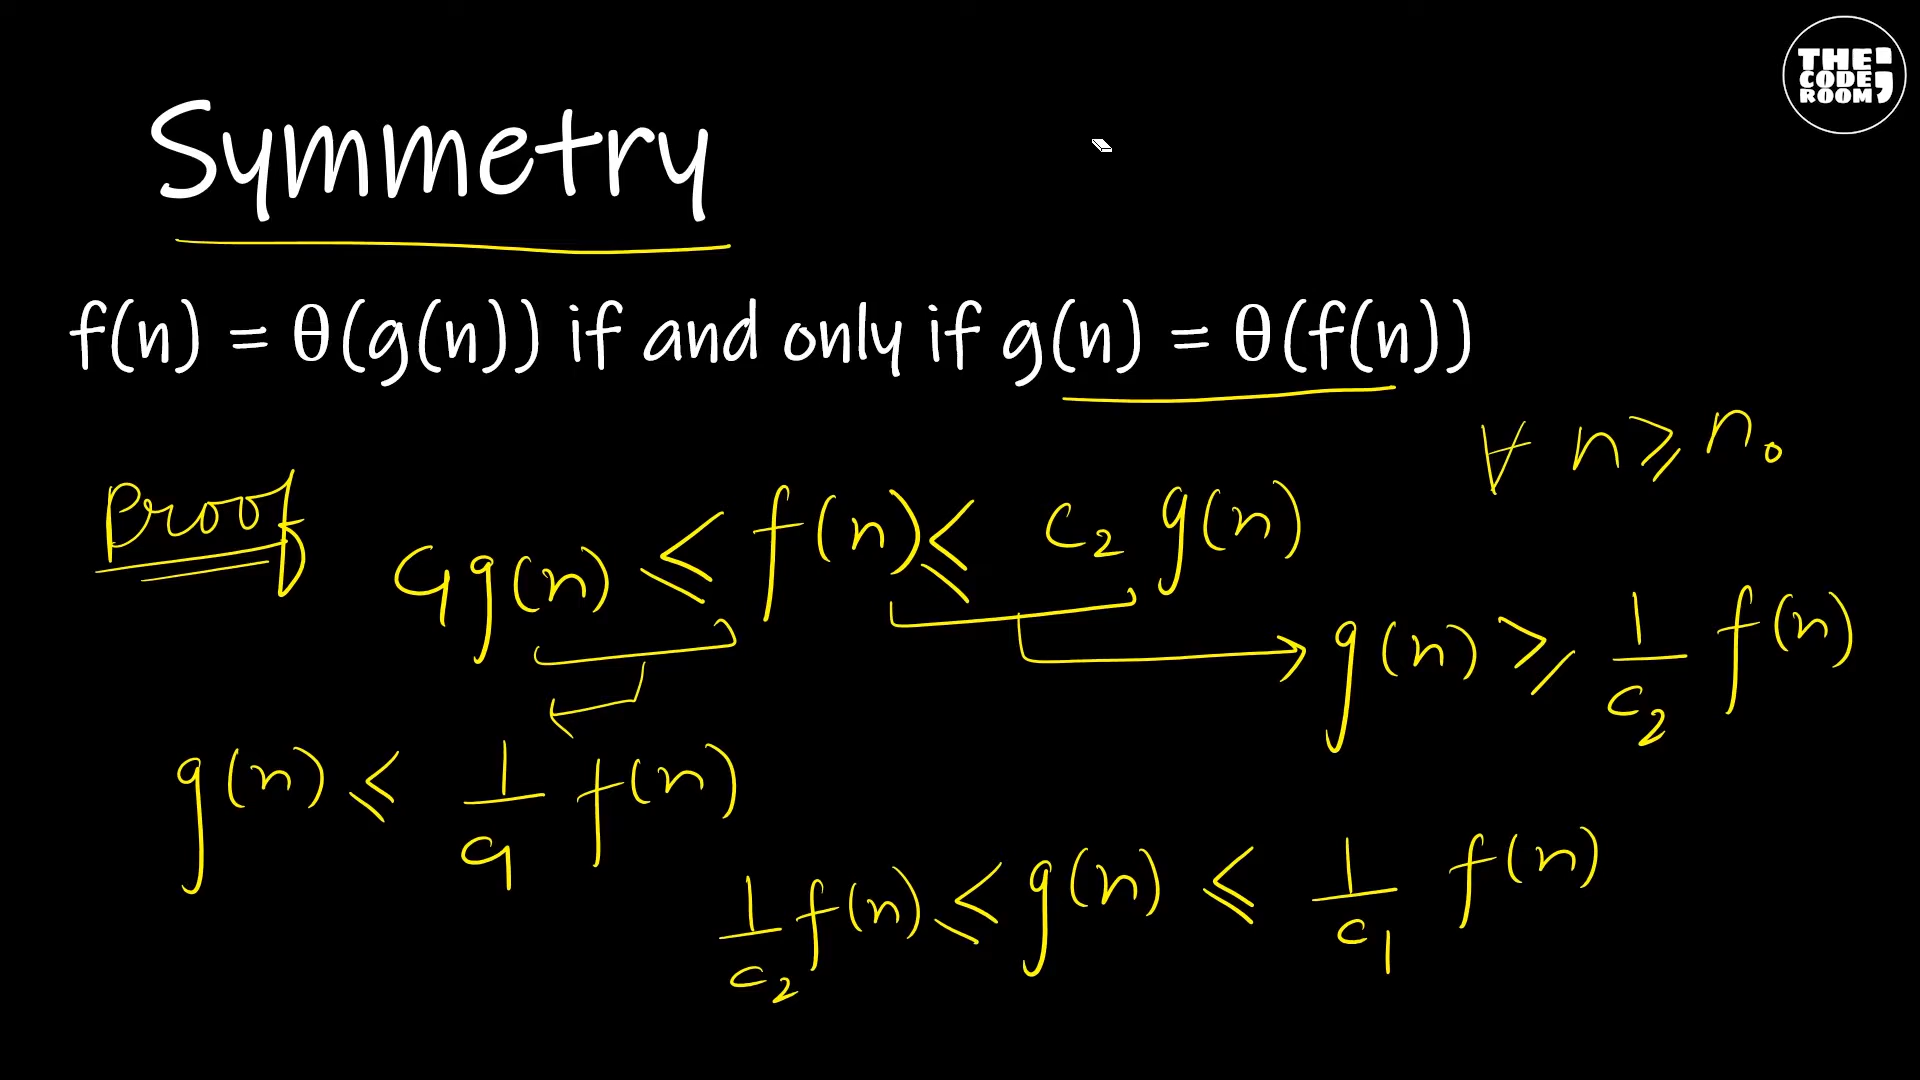 THE
CODE
ROOM;
Symmetry
f(n) = θ(g(n)) if and only if g(n) = θ(f(n))
∀ n ≥ n₀
Proof
c₁g(n) ≤ f(n) ≤ c₂ g(n)
g(n) ≥ 1/c₂ f(n)
g(n) ≤ 1/c₁ f(n)
1/c₂ f(n) ≤ g(n) ≤ 1/c₁ f(n)